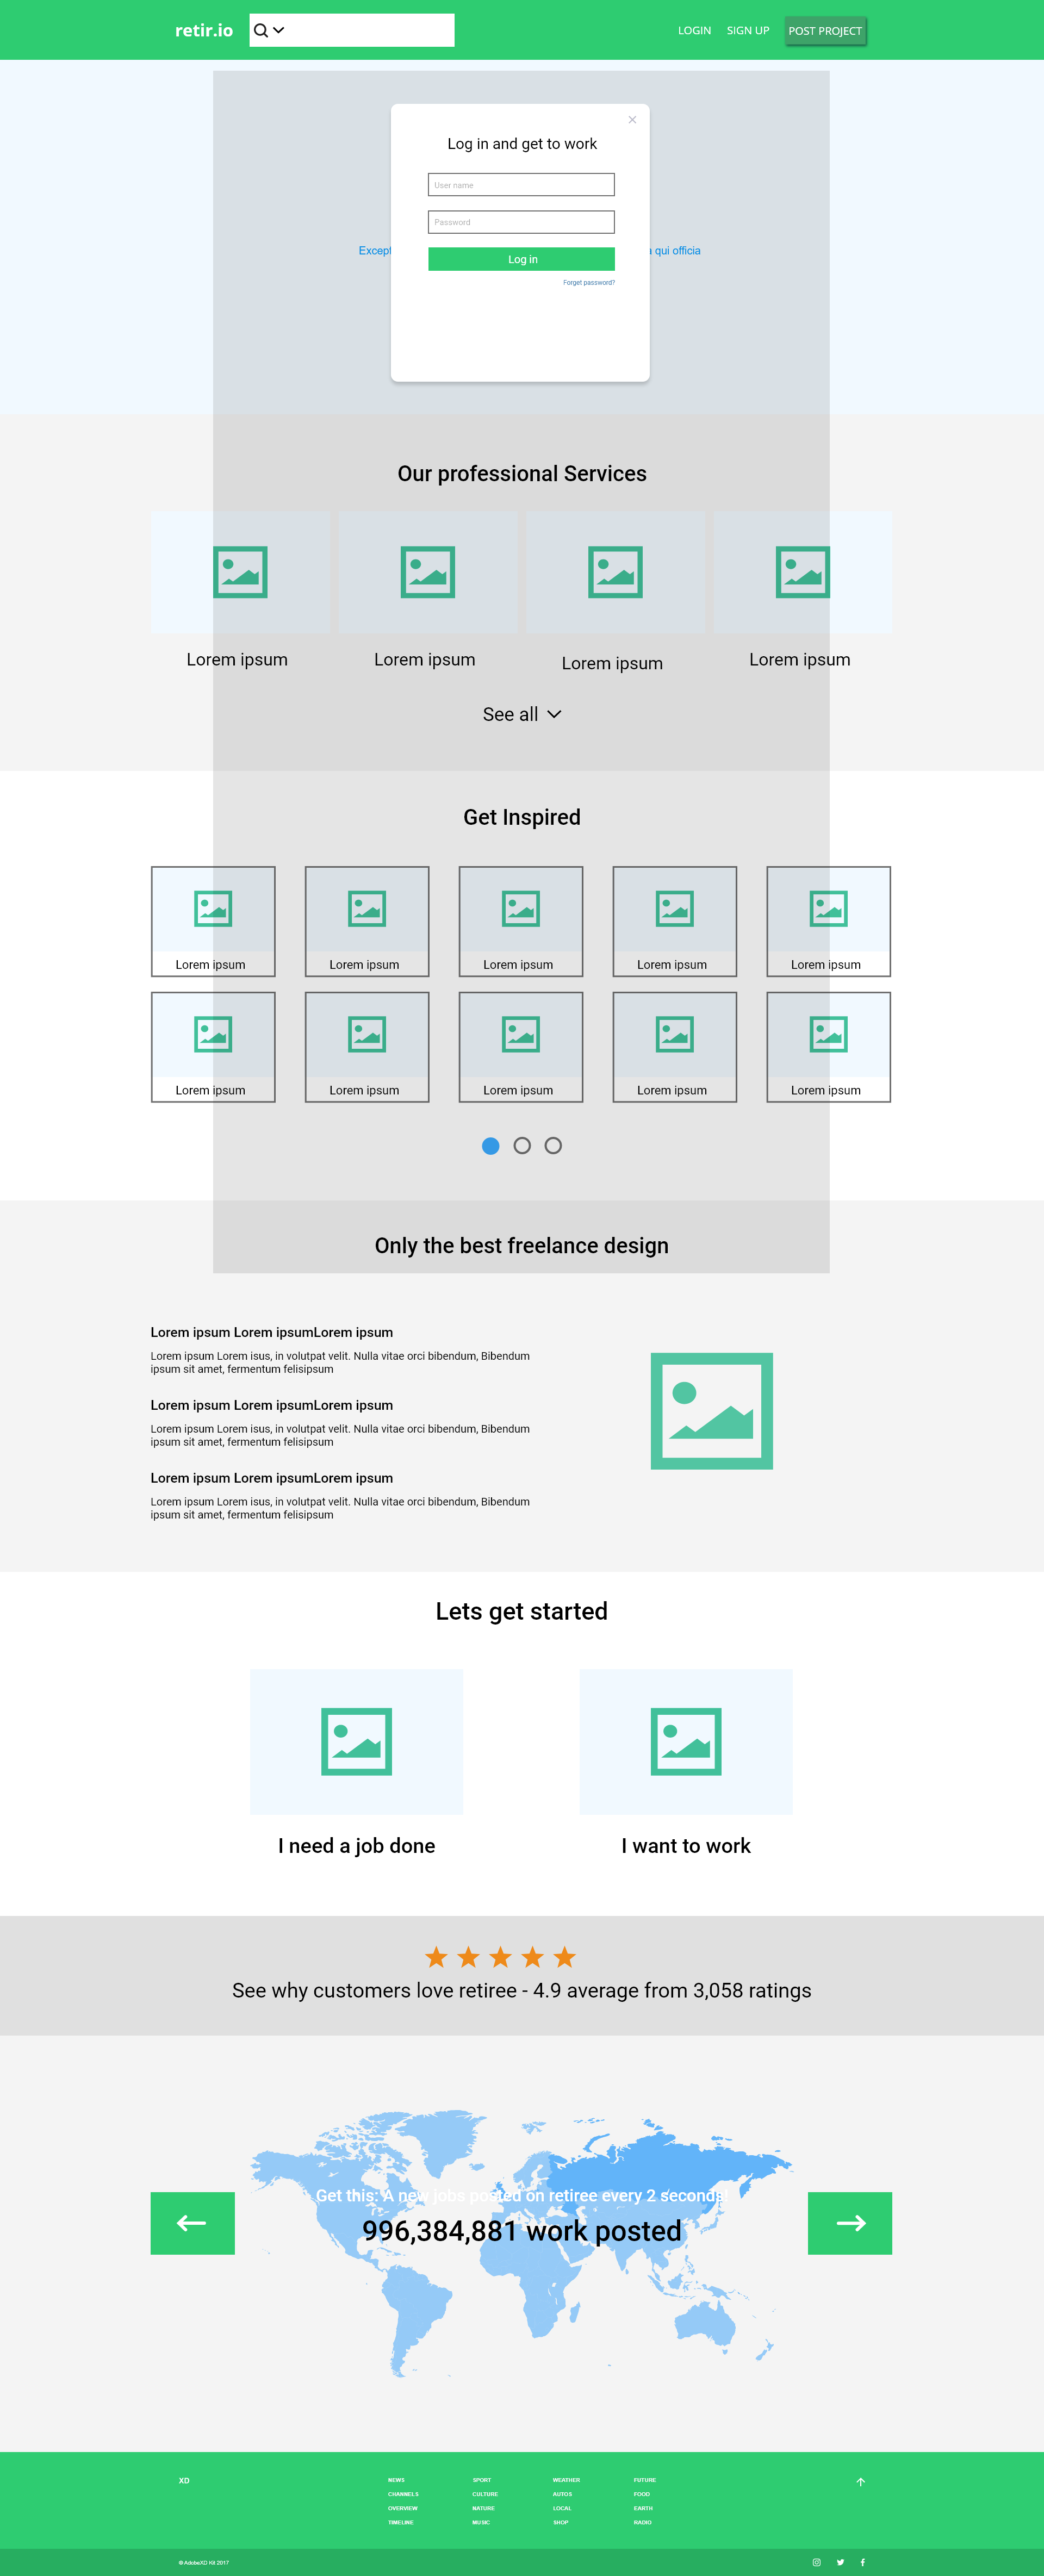 retir.io
LOGIN SIGN UP POST PROJECT
Log in and get to work
User name
Password
qui officia
Log in
Forget password?
Our professional Services
Lorem ipsum Lorem ipsum Lorem ipsum Lorem ipsum
See all
Get Inspired
Lorem ipsum Lorem ipsum Lorem ipsum Lorem ipsum Lorem ipsum
Lorem ipsum Lorem ipsum Lorem ipsum Lorem ipsum Lorem ipsum
Only the best freelance design
Lorem ipsum Lorem ipsumLorem ipsum
Lorem ipsum Lorem isus, in volutpat velit. Nulla vitae orci bibendum, Bibendum
ipsum sit amet, fermentum felisipsum
Lorem ipsum Lorem ipsumLorem ipsum
Lorem ipsum Lorem isus, in volutpat velit. Nulla vitae orci bibendum, Bibendum
ipsum sit amet, fermentum felisipsum
Lorem ipsum Lorem ipsumLorem ipsum
Lorem ipsum Lorem isus, in volutpat velit. Nulla vitae orci bibendum, Bibendum
ipsum sit amet, fermentum felisipsum
Lets get started
I need a job done I want to work
See why customers love retiree - 4.9 average from 3,058 ratings
Get this: A new jobs posted on retiree every 2 seconds!
996,384,881 work posted
XD
NEWS SPORT WEATHER FUTURE
CHANNELS CULTURE AUTOS FOOD
OVERVIEW NATURE LOCAL EARTH
TIMELINE MUSIC SHOP RADIO
© AdobeXD Kit 2017